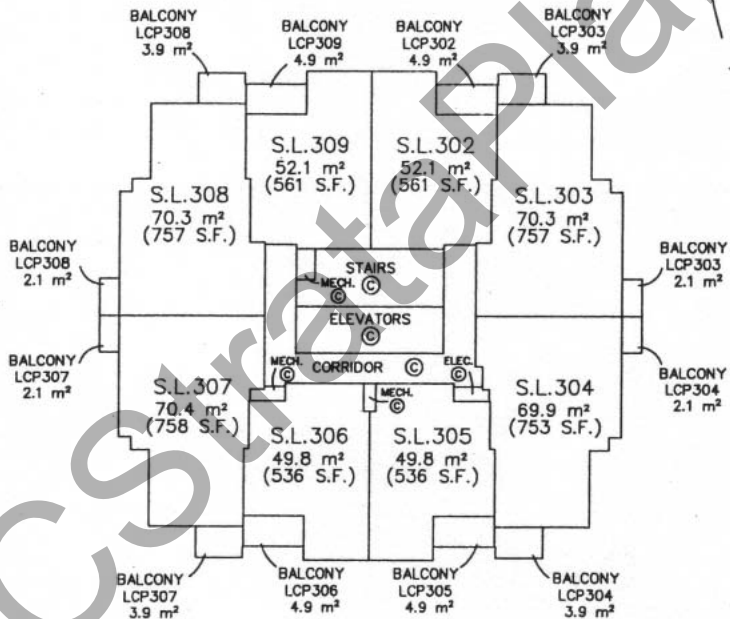 BALCONY
LCP308
3.9 m²
BALCONY
LCP309
4.9 m²
BALCONY
LCP302
4.9 m²
BALCONY
LCP303
3.9 m²
S.L.309
52.1 m²
(561 S.F.)
S.L.302
52.1 m²
(561 S.F.)
S.L.308
70.3 m²
(757 S.F.)
S.L.303
70.3 m²
(757 S.F.)
BALCONY
LCP308
2.1 m²
BALCONY
LCP303
2.1 m²
STAIRS
MECH. Ⓒ
Ⓒ
ELEVATORS
Ⓒ
MECH.
Ⓒ
CORRIDOR Ⓒ
ELEC.
Ⓒ
MECH.
Ⓒ
BALCONY
LCP307
2.1 m²
BALCONY
LCP304
2.1 m²
S.L.307
70.4 m²
(758 S.F.)
S.L.304
69.9 m²
(753 S.F.)
S.L.306
49.8 m²
(536 S.F.)
S.L.305
49.8 m²
(536 S.F.)
BALCONY
LCP307
3.9 m²
BALCONY
LCP306
4.9 m²
BALCONY
LCP305
4.9 m²
BALCONY
LCP304
3.9 m²
CStrataPla